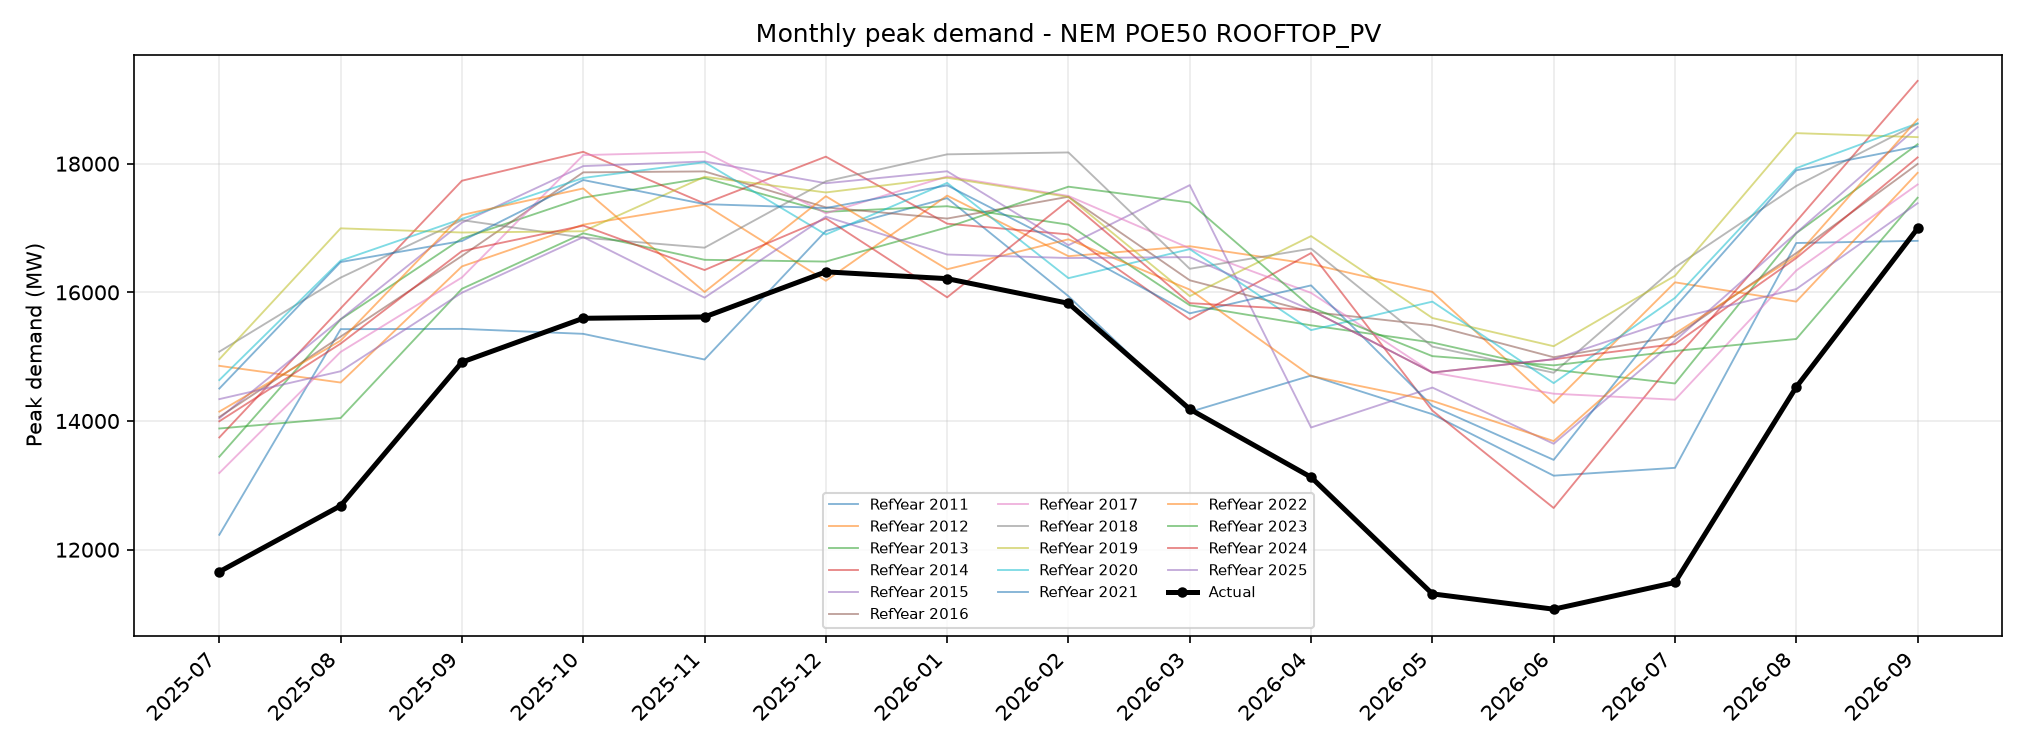 Monthly peak demand - NEM POE50 ROOFTOP_PV
Peak demand (MW)
18000
16000
14000
12000
RefYear 2011
RefYear 2012
RefYear 2013
RefYear 2014
RefYear 2015
RefYear 2016
RefYear 2017
RefYear 2018
RefYear 2019
RefYear 2020
RefYear 2021
RefYear 2022
RefYear 2023
RefYear 2024
RefYear 2025
Actual
2025-07
2025-08
2025-09
2025-10
2025-11
2025-12
2026-01
2026-02
2026-03
2026-04
2026-05
2026-06
2026-07
2026-08
2026-09